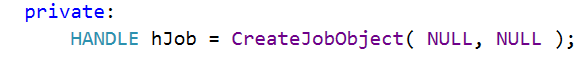 private:
HANDLE hJob = CreateJobObject( NULL, NULL );